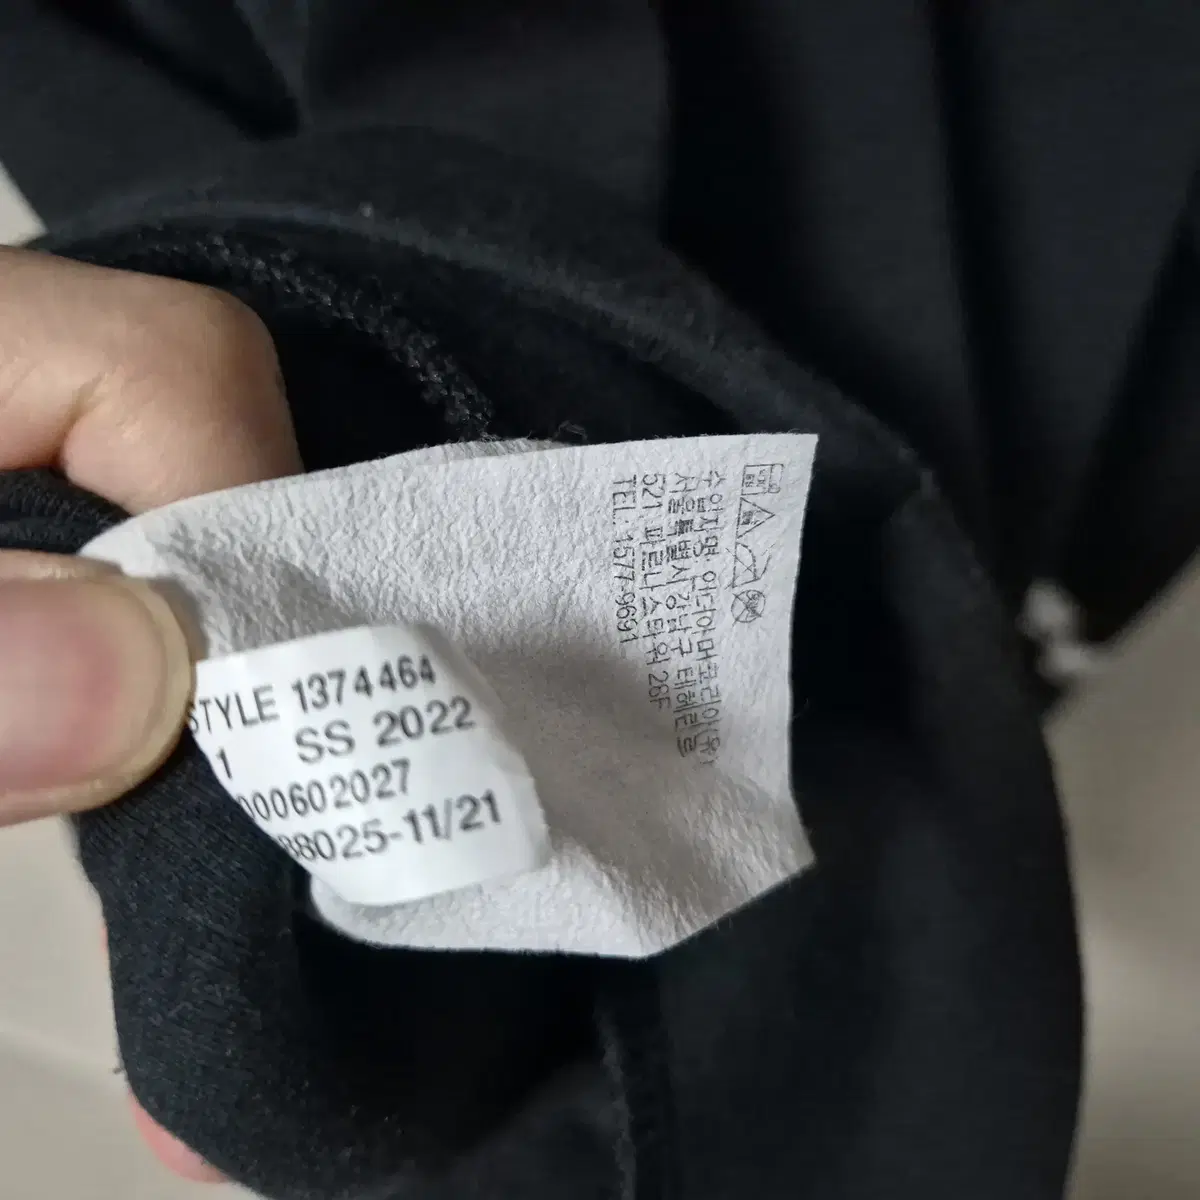 수입자명: 언더아머코리아(유)
서울특별시 강남구 테헤란로
521, 파르나스타워 26F
TEL: 1577-9691
STYLE 1374464
1 SS 2022
000602027
88025-11/21